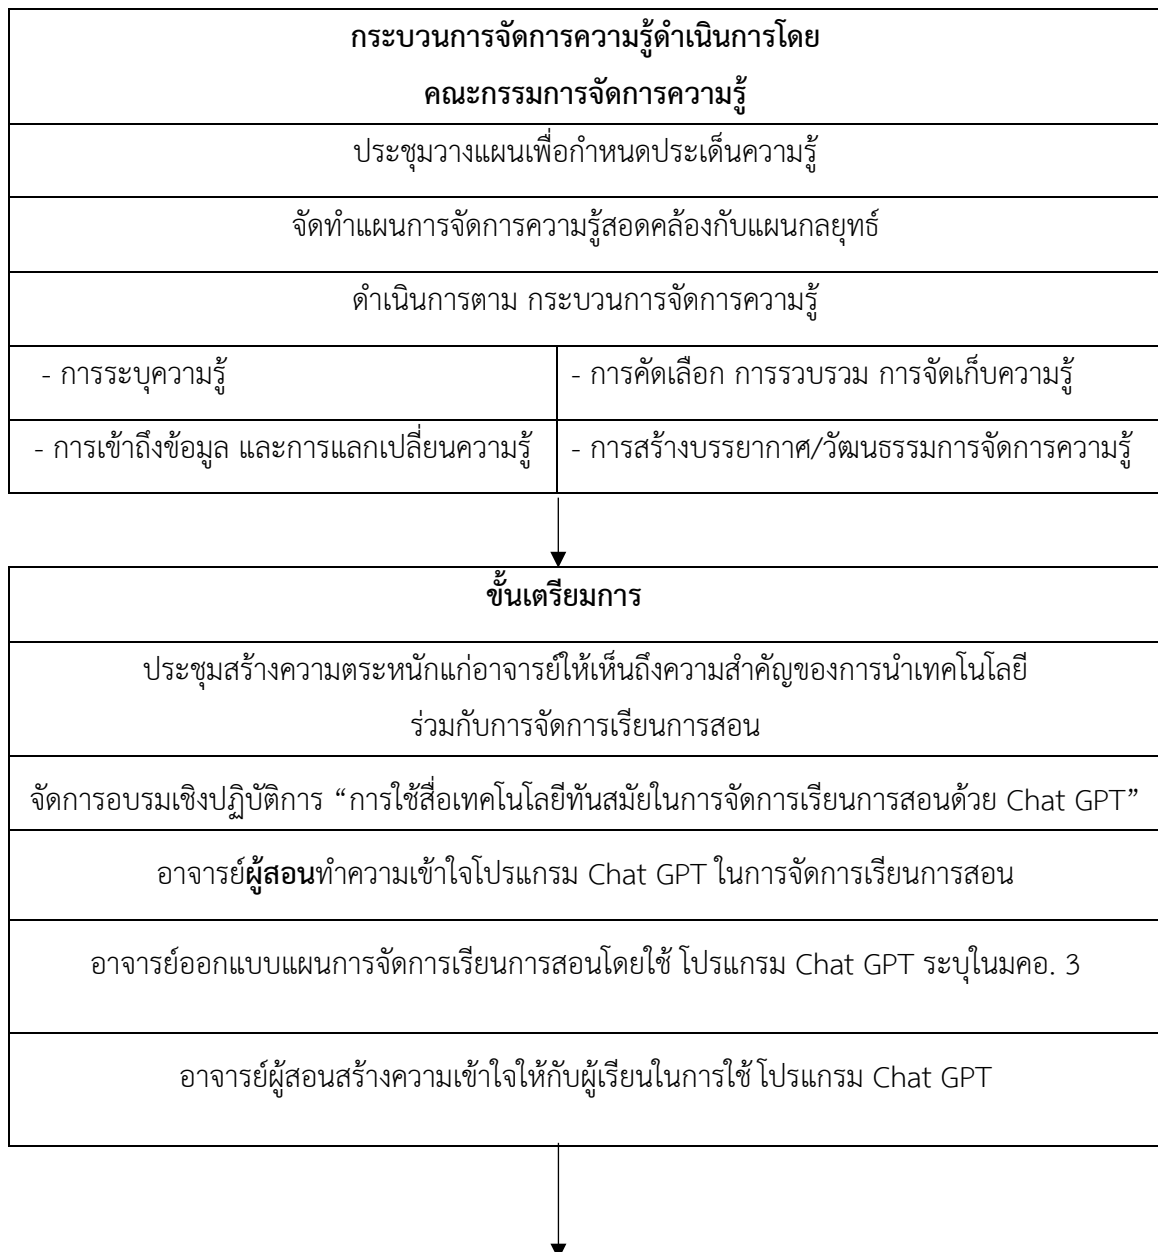 กระบวนการจัดการความรู้ดำเนินการโดย
คณะกรรมการจัดการความรู้
ประชุมวางแผนเพื่อกำหนดประเด็นความรู้
จัดทำแผนการจัดการความรู้สอดคล้องกับแผนกลยุทธ์
ดำเนินการตาม กระบวนการจัดการความรู้
- การระบุความรู้
- การคัดเลือก การรวบรวม การจัดเก็บความรู้
- การเข้าถึงข้อมูล และการแลกเปลี่ยนความรู้
- การสร้างบรรยากาศ/วัฒนธรรมการจัดการความรู้
ขั้นเตรียมการ
ประชุมสร้างความตระหนักแก่อาจารย์ให้เห็นถึงความสำคัญของการนำเทคโนโลยี
ร่วมกับการจัดการเรียนการสอน
จัดการอบรมเชิงปฏิบัติการ “การใช้สื่อเทคโนโลยีทันสมัยในการจัดการเรียนการสอนด้วย Chat GPT”
อาจารย์ผู้สอนทำความเข้าใจโปรแกรม Chat GPT ในการจัดการเรียนการสอน
อาจารย์ออกแบบแผนการจัดการเรียนการสอนโดยใช้ โปรแกรม Chat GPT ระบุในมคอ. 3
อาจารย์ผู้สอนสร้างความเข้าใจให้กับผู้เรียนในการใช้ โปรแกรม Chat GPT